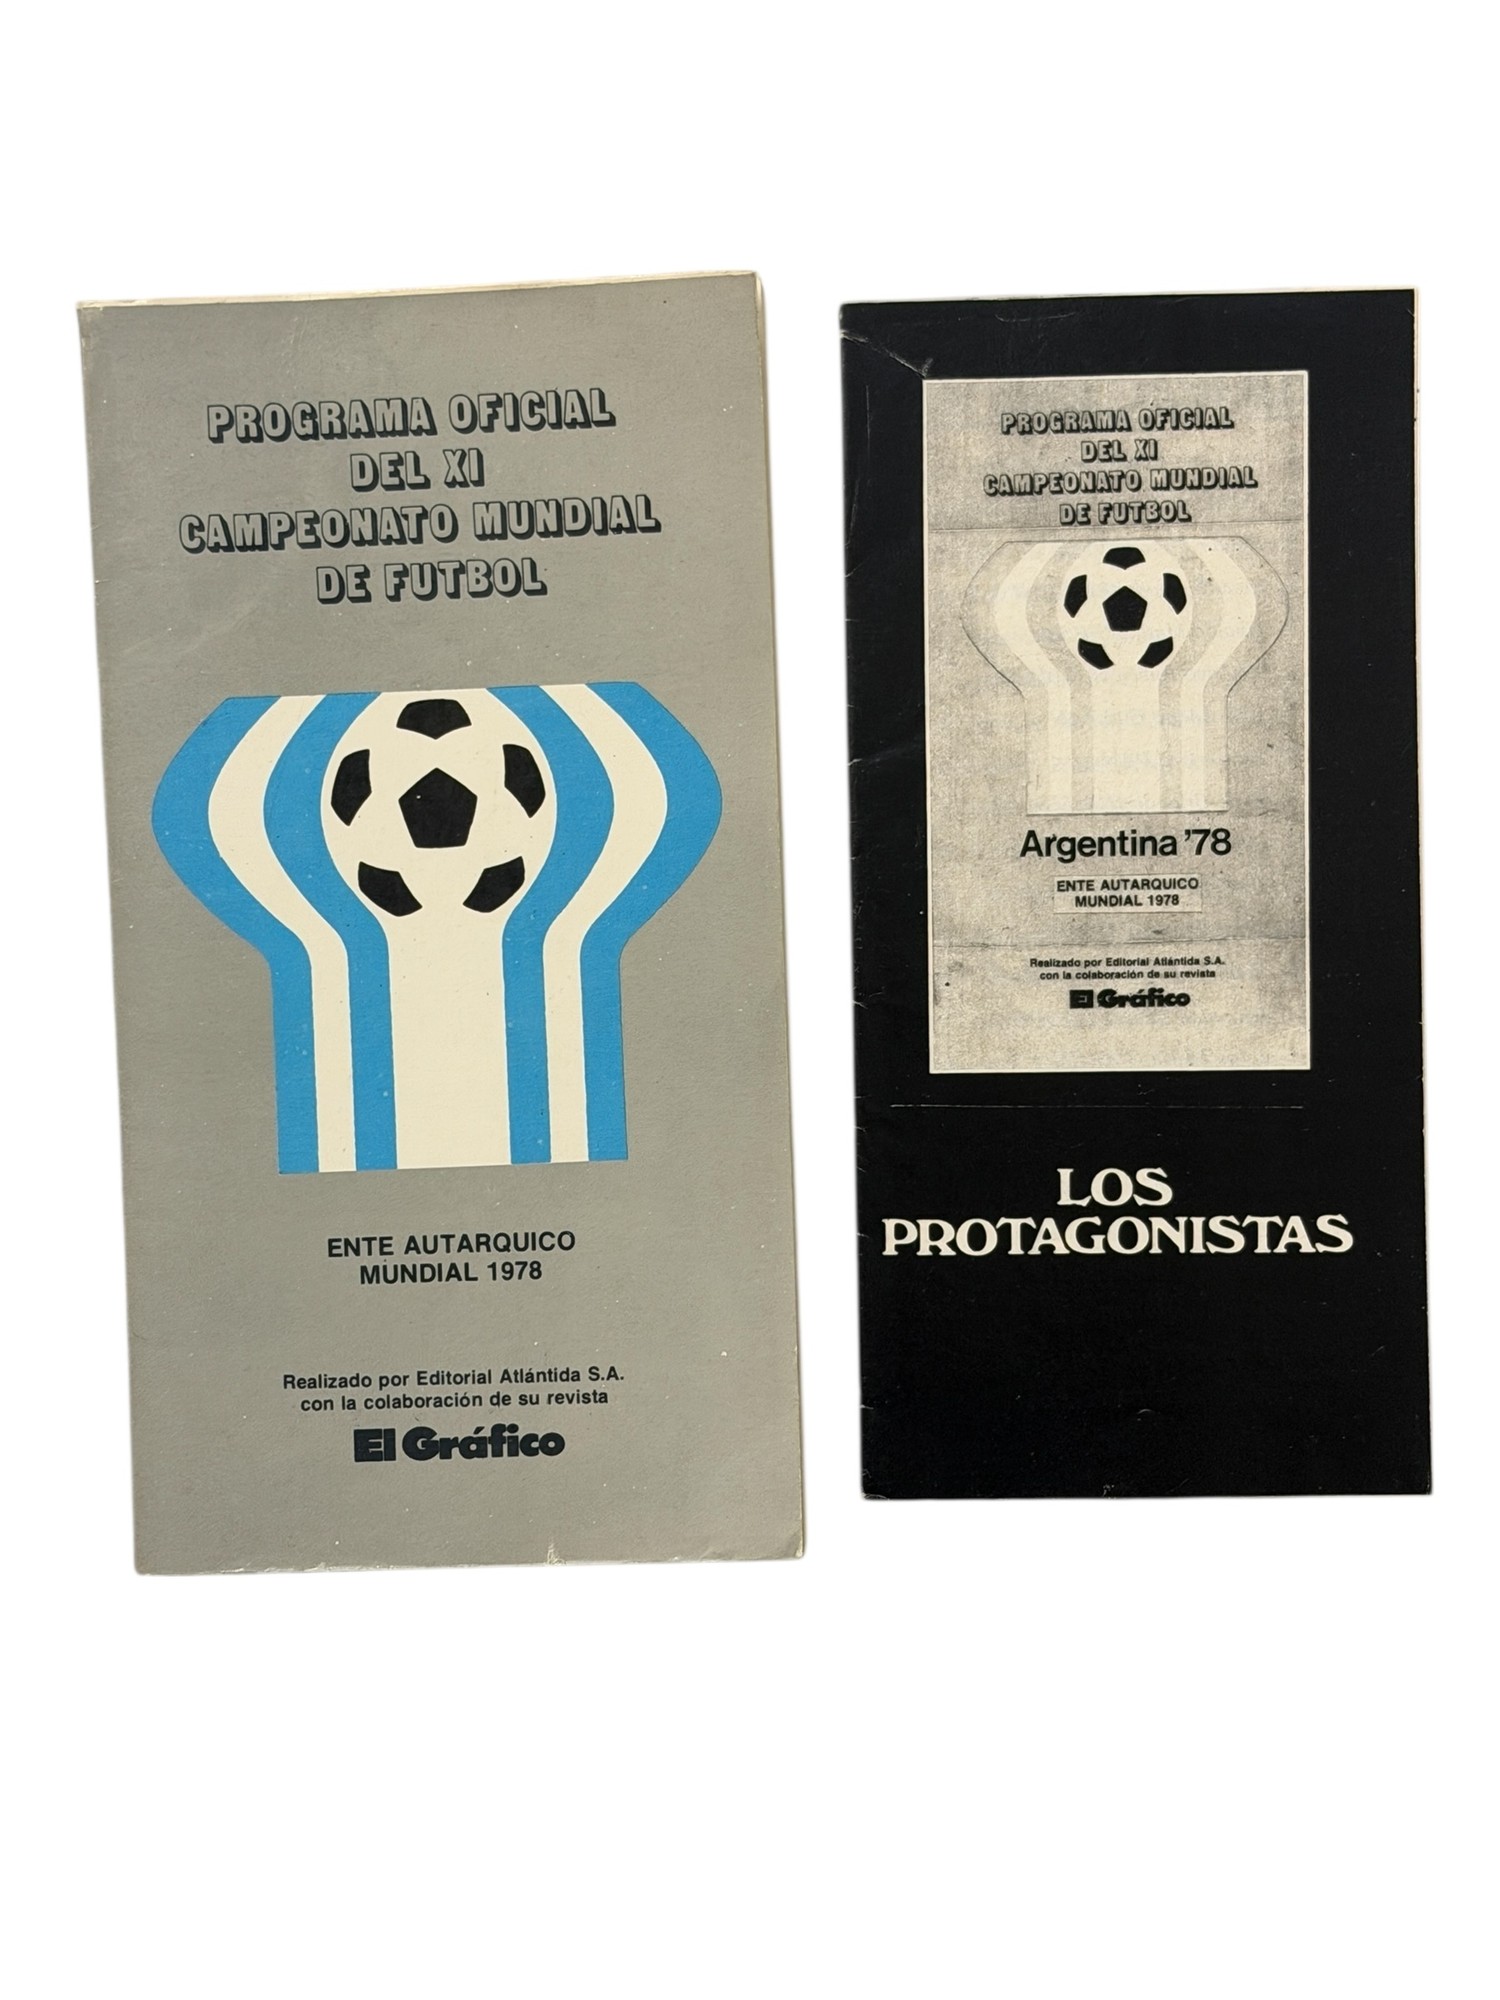 PROGRAMA OFICIAL
DEL XI
CAMPEONATO MUNDIAL
DE FUTBOL
ENTE AUTARQUICO
MUNDIAL 1978
Realizado por Editorial Atlántida S.A.
con la colaboración de su revista
El Gráfico
PROGRAMA OFICIAL
DEL XI
CAMPEONATO MUNDIAL
DE FUTBOL
Argentina '78
ENTE AUTARQUICO
MUNDIAL 1978
Realizado por Editorial Atlántida S.A.
con la colaboración de su revista
El Gráfico
LOS
PROTAGONISTAS